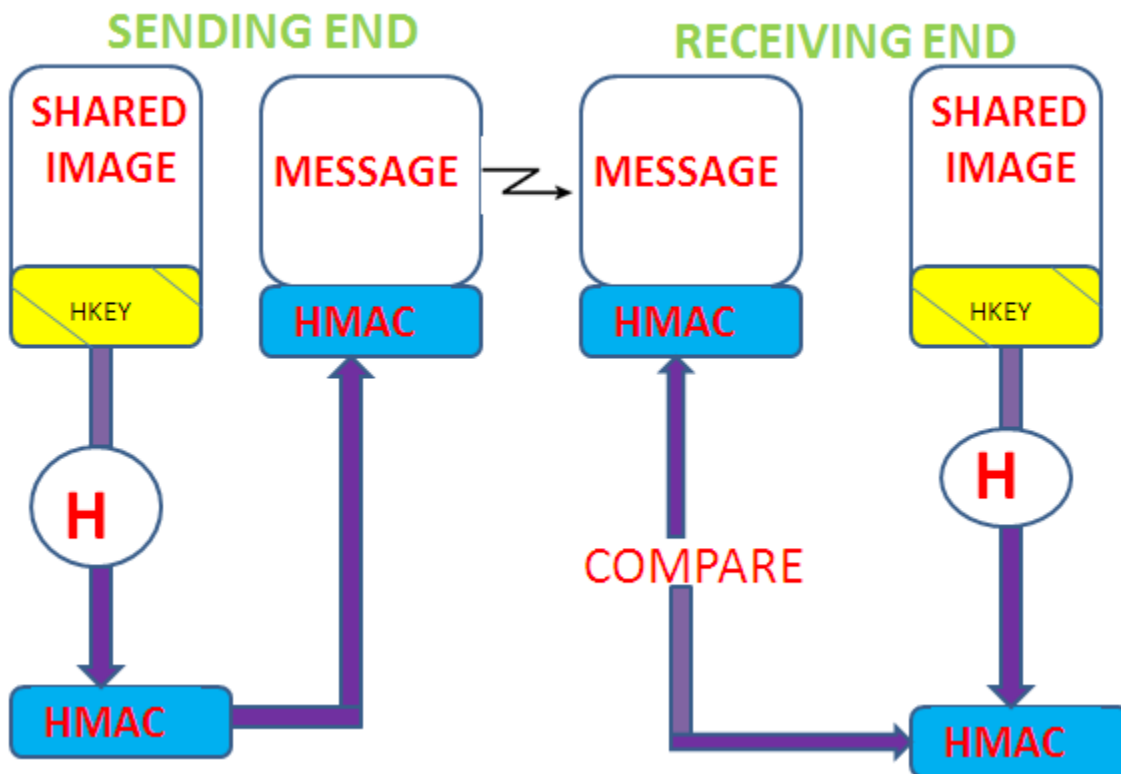 SENDING END
RECEIVING END
SHARED
IMAGE
MESSAGE
MESSAGE
SHARED
IMAGE
HKEY
HMAC
HMAC
HKEY
H
H
COMPARE
HMAC
HMAC